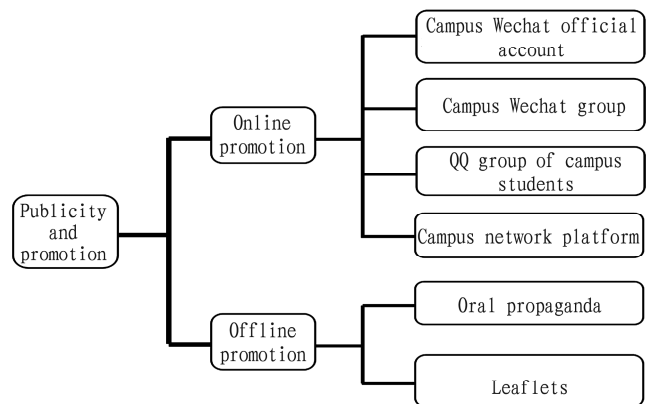 Campus Wechat official
account
Campus Wechat group
Online
promotion
QQ group of campus
students
Publicity
and
promotion
Campus network platform
Oral propaganda
Offline
promotion
Leaflets